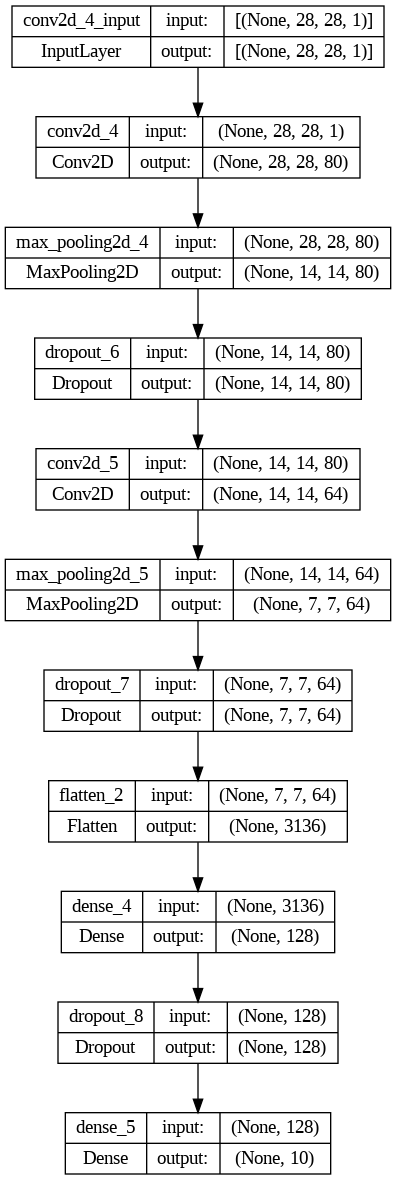 conv2d_4_input input: [(None, 28, 28, 1)]
InputLayer output: [(None, 28, 28, 1)]
conv2d_4 input: (None, 28, 28, 1)
Conv2D output: (None, 28, 28, 80)
max_pooling2d_4 input: (None, 28, 28, 80)
MaxPooling2D output: (None, 14, 14, 80)
dropout_6 input: (None, 14, 14, 80)
Dropout output: (None, 14, 14, 80)
conv2d_5 input: (None, 14, 14, 80)
Conv2D output: (None, 14, 14, 64)
max_pooling2d_5 input: (None, 14, 14, 64)
MaxPooling2D output: (None, 7, 7, 64)
dropout_7 input: (None, 7, 7, 64)
Dropout output: (None, 7, 7, 64)
flatten_2 input: (None, 7, 7, 64)
Flatten output: (None, 3136)
dense_4 input: (None, 3136)
Dense output: (None, 128)
dropout_8 input: (None, 128)
Dropout output: (None, 128)
dense_5 input: (None, 128)
Dense output: (None, 10)